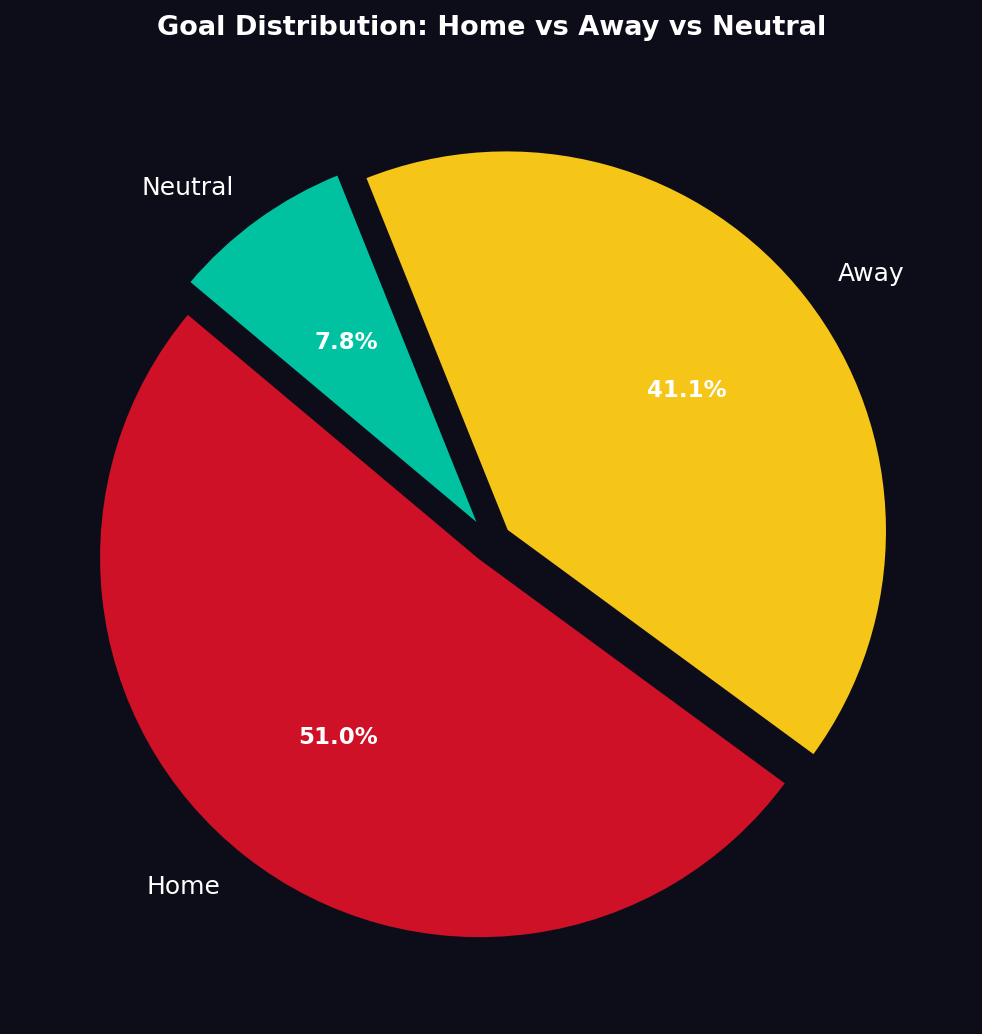 Goal Distribution: Home vs Away vs Neutral
Neutral
Away
7.8%
41.1%
51.0%
Home